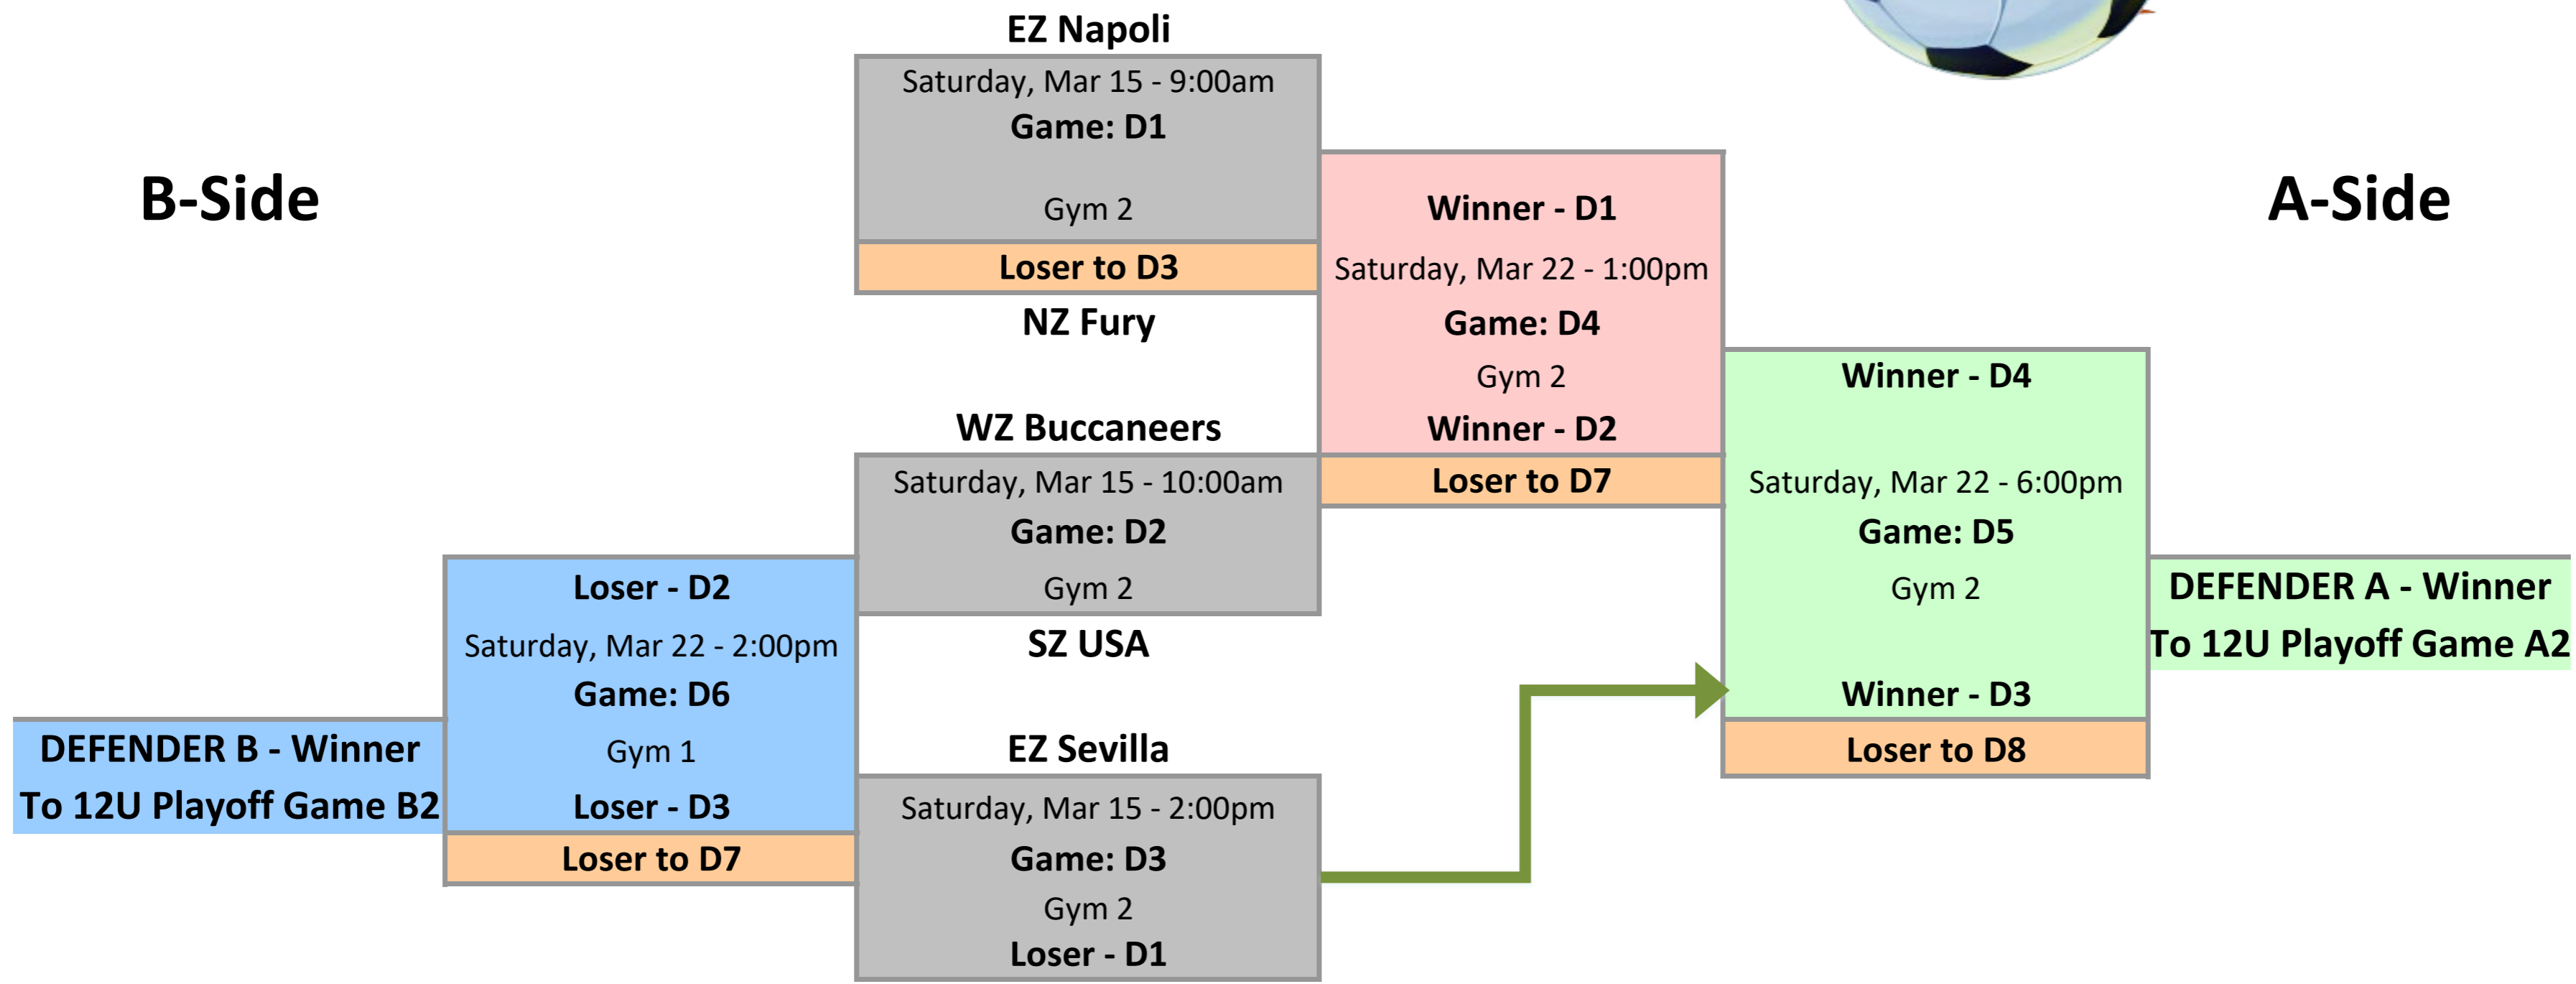 EZ Napoli
Saturday, Mar 15 - 9:00am
Game: D1
Gym 2
Loser to D3
NZ Fury
B-Side
A-Side
Winner - D1
Saturday, Mar 22 - 1:00pm
Game: D4
Gym 2
Winner - D2
Loser to D7
WZ Buccaneers
Saturday, Mar 15 - 10:00am
Game: D2
Gym 2
SZ USA
Winner - D4
Saturday, Mar 22 - 6:00pm
Game: D5
Gym 2
Winner - D3
Loser to D8
DEFENDER A - Winner
To 12U Playoff Game A2
Loser - D2
Saturday, Mar 22 - 2:00pm
Game: D6
Gym 1
Loser - D3
Loser to D7
DEFENDER B - Winner
To 12U Playoff Game B2
EZ Sevilla
Saturday, Mar 15 - 2:00pm
Game: D3
Gym 2
Loser - D1